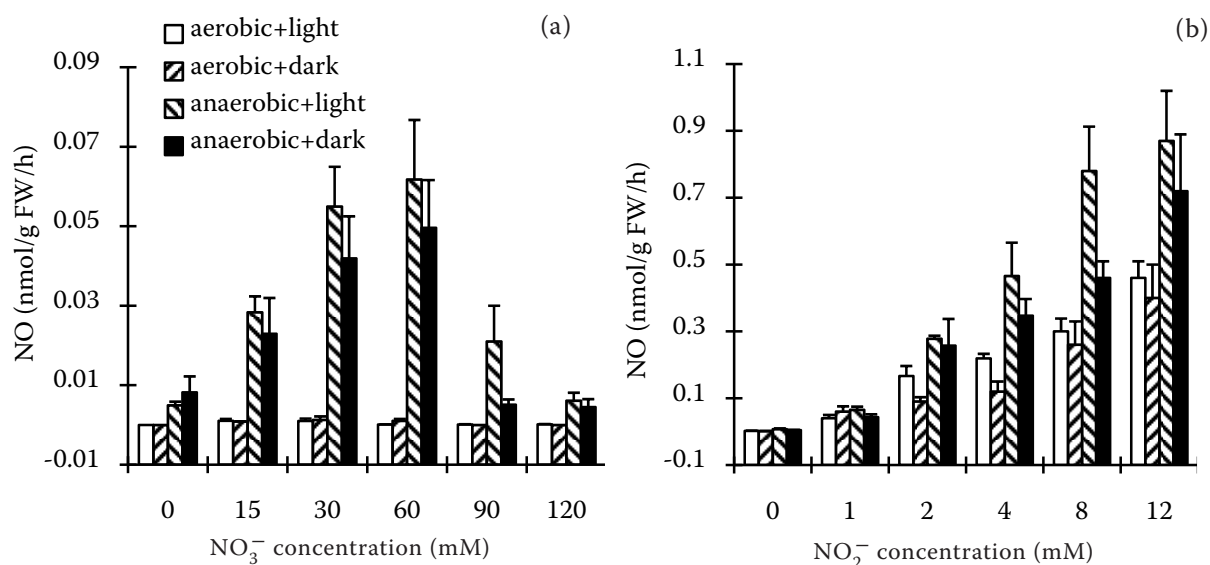 (a)
aerobic+light
aerobic+dark
anaerobic+light
anaerobic+dark
NO (nmol/g FW/h)
0.09
0.07
0.05
0.03
0.01
-0.01
0 15 30 60 90 120
NO₃⁻ concentration (mM)
(b)
NO (nmol/g FW/h)
1.1
0.9
0.7
0.5
0.3
0.1
-0.1
0 1 2 4 8 12
NO₂⁻ concentration (mM)